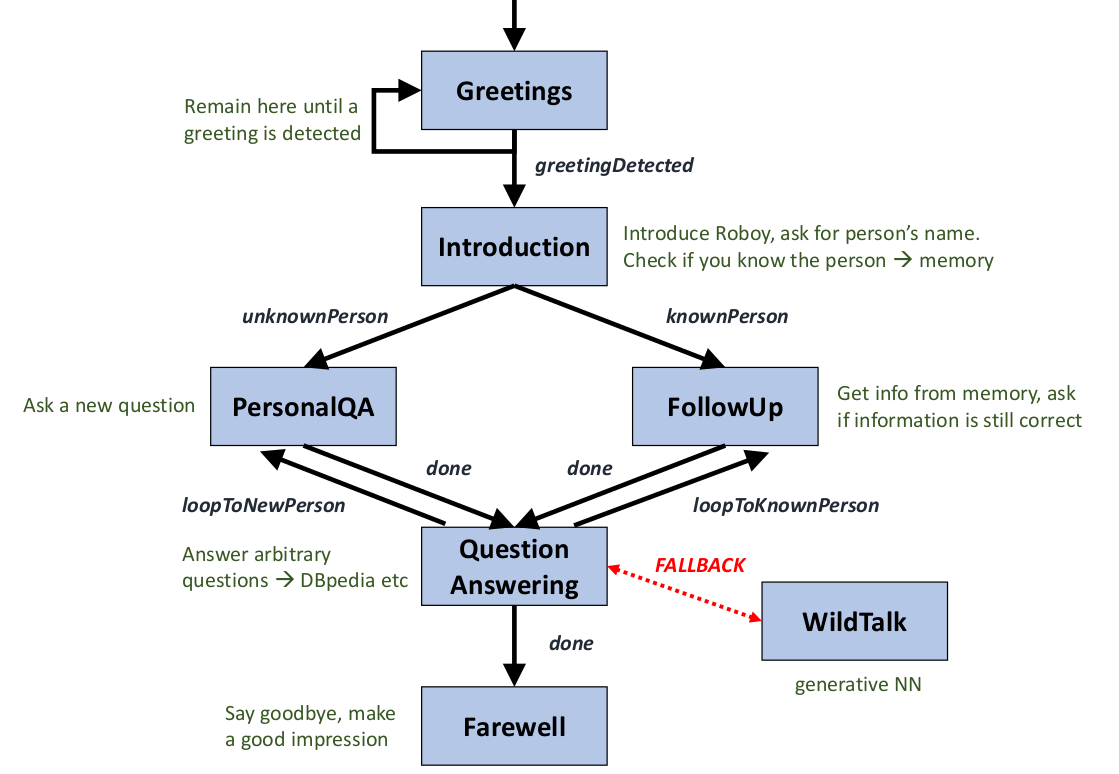 Greetings
Remain here until a
greeting is detected
greetingDetected
Introduction
Introduce Roboy, ask for person’s name.
Check if you know the person → memory
unknownPerson
knownPerson
Ask a new question
PersonalQA
FollowUp
Get info from memory, ask
if information is still correct
done
done
loopToNewPerson
loopToKnownPerson
Question
Answering
Answer arbitrary
questions → DBpedia etc
FALLBACK
WildTalk
generative NN
done
Say goodbye, make
a good impression
Farewell